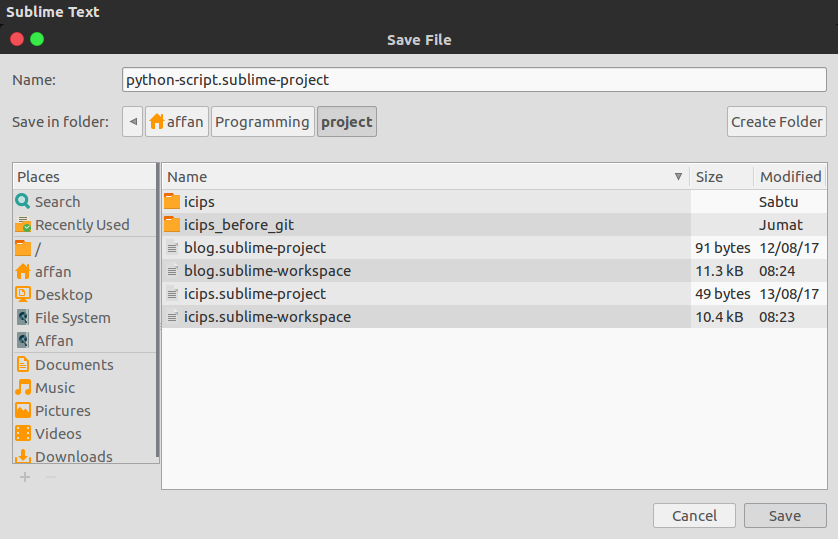 Sublime Text
Save File
Name: python-script.sublime-project
Save in folder: affan Programming project Create Folder
Places
Search
Recently Used
/
affan
Desktop
File System
Affan
Documents
Music
Pictures
Videos
Downloads
Name Size Modified
icips Sabtu
icips_before_git Jumat
blog.sublime-project 91 bytes 12/08/17
blog.sublime-workspace 11.3 kB 08:24
icips.sublime-project 49 bytes 13/08/17
icips.sublime-workspace 10.4 kB 08:23
Cancel Save